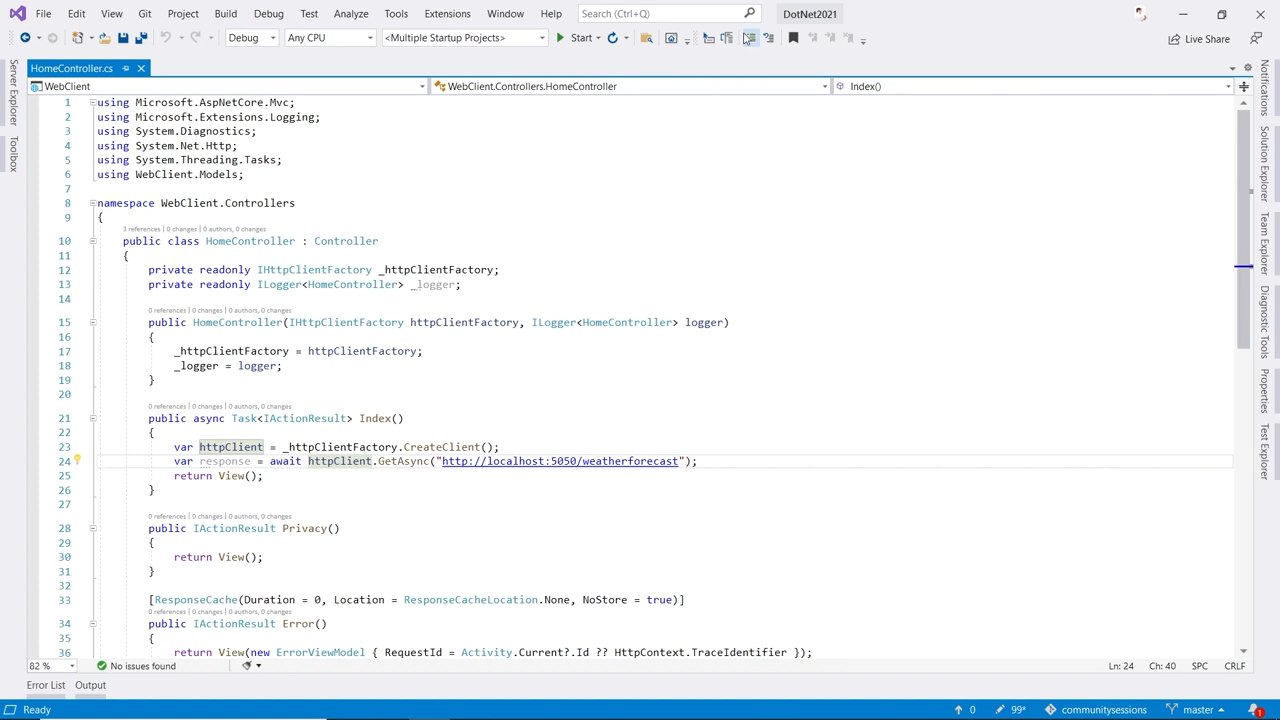 File Edit View Git Project Build Debug Test Analyze Tools Extensions Window Help Search (Ctrl+Q) DotNet2021
Debug Any CPU <Multiple Startup Projects> Start Live Share
HomeController.cs
WebClient WebClient.Controllers.HomeController Index()
Server Explorer
Toolbox
1 using Microsoft.AspNetCore.Mvc;
2 using Microsoft.Extensions.Logging;
3 using System.Diagnostics;
4 using System.Net.Http;
5 using System.Threading.Tasks;
6 using WebClient.Models;
7
8 namespace WebClient.Controllers
9 {
3 references | 0 changes | 0 authors, 0 changes
10 public class HomeController : Controller
11 {
12 private readonly IHttpClientFactory _httpClientFactory;
13 private readonly ILogger<HomeController> _logger;
14
0 references | 0 changes | 0 authors, 0 changes
15 public HomeController(IHttpClientFactory httpClientFactory, ILogger<HomeController> logger)
16 {
17 _httpClientFactory = httpClientFactory;
18 _logger = logger;
19 }
20
0 references | 0 changes | 0 authors, 0 changes
21 public async Task<IActionResult> Index()
22 {
23 var httpClient = _httpClientFactory.CreateClient();
24 var response = await httpClient.GetAsync("http://localhost:5050/weatherforecast");
25 return View();
26 }
27
0 references | 0 changes | 0 authors, 0 changes
28 public IActionResult Privacy()
29 {
30 return View();
31 }
32
33 [ResponseCache(Duration = 0, Location = ResponseCacheLocation.None, NoStore = true)]
0 references | 0 changes | 0 authors, 0 changes
34 public IActionResult Error()
35 {
36 return View(new ErrorViewModel { RequestId = Activity.Current?.Id ?? HttpContext.TraceIdentifier });
Notifications
Solution Explorer
Team Explorer
Diagnostic Tools
Properties
Test Explorer
82 % No issues found Ln: 24 Ch: 40 SPC CRLF
Error List Output
Ready 0 99* communitysessions master 1